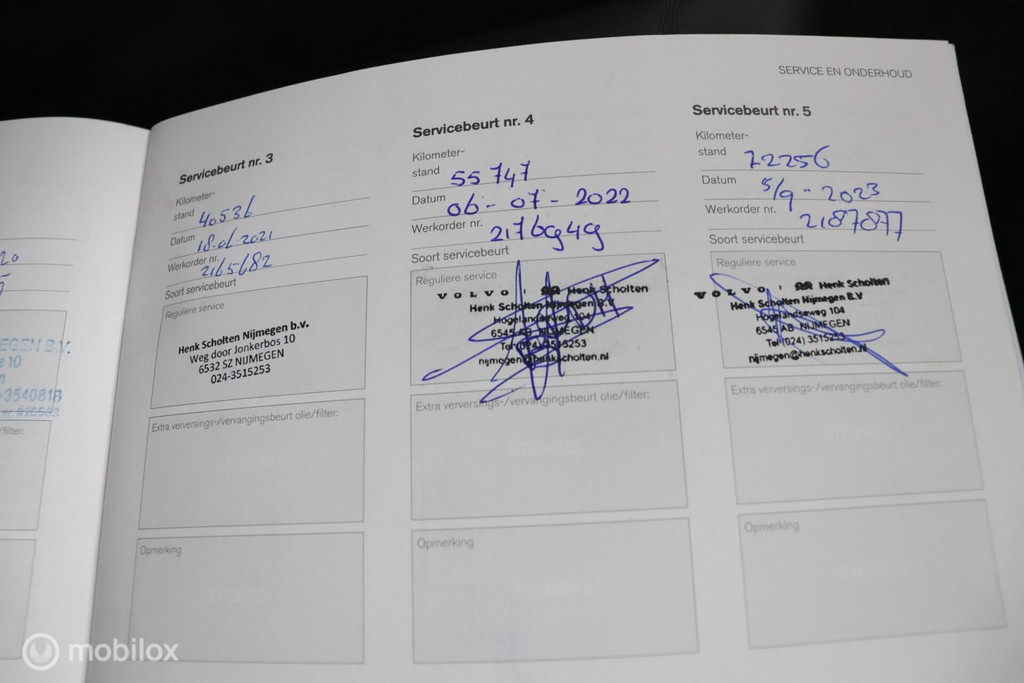 SERVICE EN ONDERHOUD
Servicebeurt nr. 3
Kilometer-
stand 40536
Datum 18.01 2021
Werkorder nr. 2165682
Soort servicebeurt
Reguliere service
Henk Scholten Nijmegen b.v.
Weg door Jonkerbos 10
6532 SZ NIJMEGEN
024-3515253
Extra verversings-/vervangingsbeurt olie/filter:
Opmerking
Servicebeurt nr. 4
Kilometer-
stand 55747
Datum 06-07-2022
Werkorder nr. 2176949
Soort servicebeurt
Reguliere service
VOLVO Henk Scholten
Henk Scholten Nijmegen B.V
Hogelandseweg 104
6545 AB NIJMEGEN
Tel (024) 3515253
nijmegen@henkscholten.nl
Extra verversings-/vervangingsbeurt olie/filter:
Opmerking
Servicebeurt nr. 5
Kilometer-
stand 72256
Datum 5/9-2023
Werkorder nr. 2187877
Soort servicebeurt
Reguliere service
VOLVO Henk Scholten
Henk Scholten Nijmegen B.V
Hogelandseweg 104
6545 AB NIJMEGEN
Tel (024) 3515253
nijmegen@henkscholten.nl
Extra verversings-/vervangingsbeurt olie/filter:
Opmerking
EGEN B.V.
10
-3540818
/filter:
mobilox